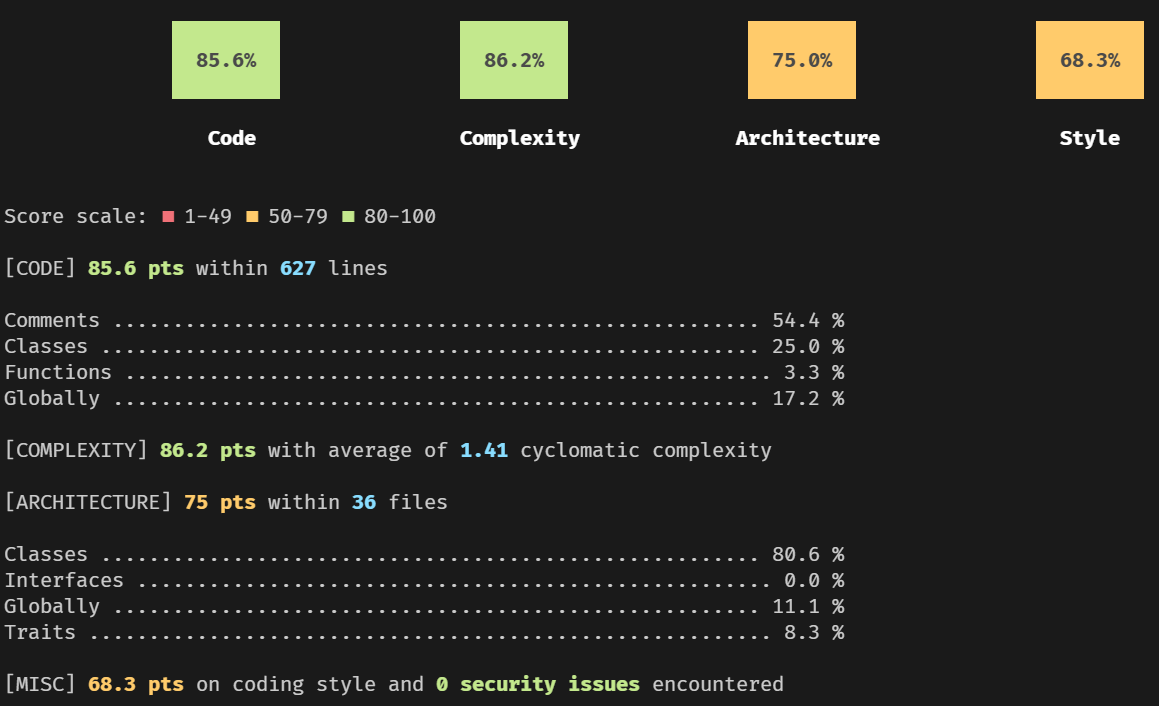 85.6% 86.2% 75.0% 68.3%
Code Complexity Architecture Style
Score scale: ■ 1-49 ■ 50-79 ■ 80-100
[CODE] 85.6 pts within 627 lines
Comments ...................................................... 54.4 %
Classes ....................................................... 25.0 %
Functions ...................................................... 3.3 %
Globally ...................................................... 17.2 %
[COMPLEXITY] 86.2 pts with average of 1.41 cyclomatic complexity
[ARCHITECTURE] 75 pts within 36 files
Classes ....................................................... 80.6 %
Interfaces ..................................................... 0.0 %
Globally ...................................................... 11.1 %
Traits ......................................................... 8.3 %
[MISC] 68.3 pts on coding style and 0 security issues encountered